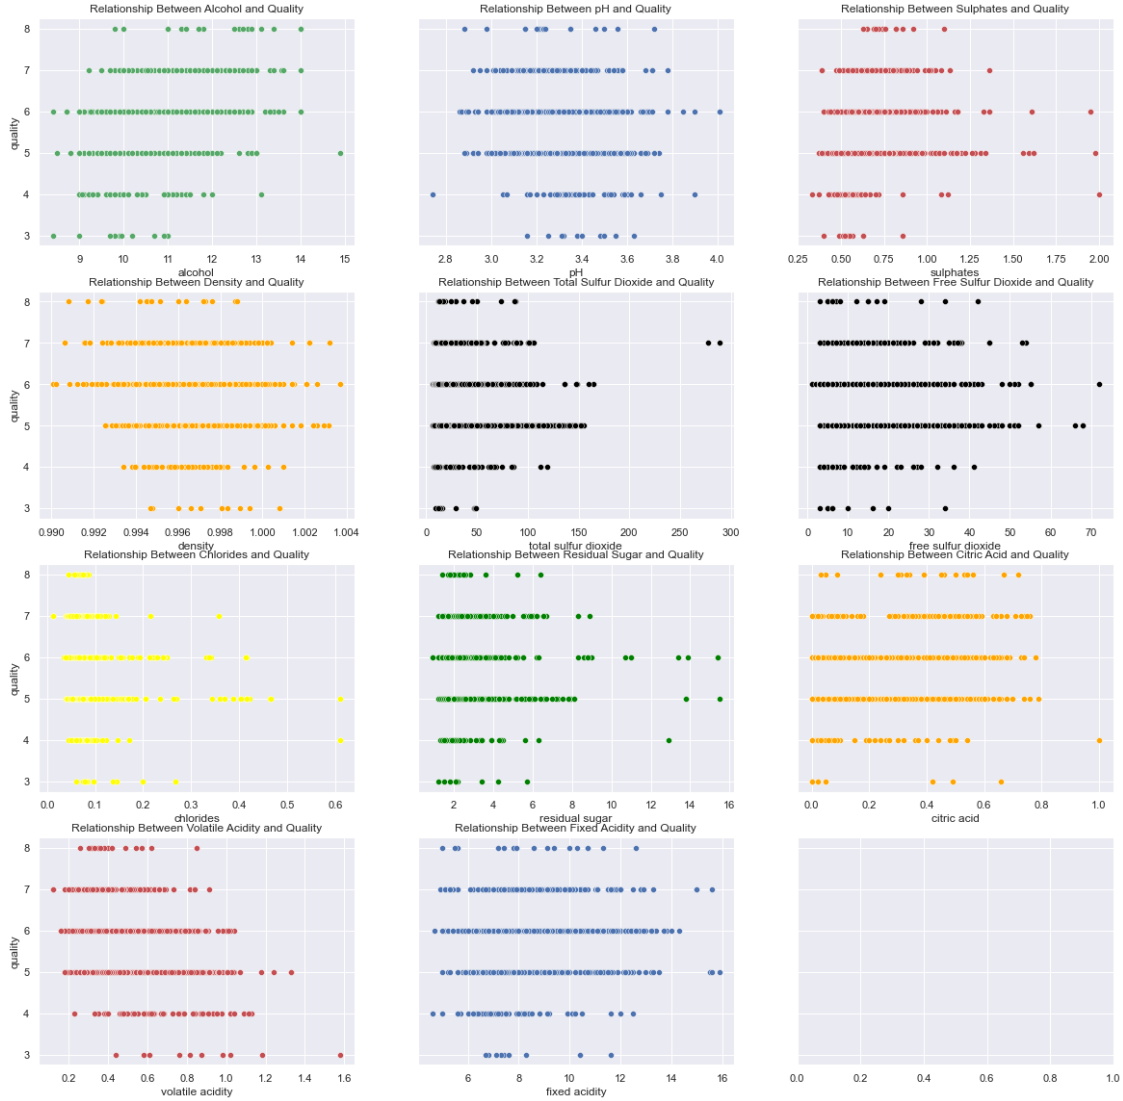 Relationship Between Alcohol and Quality
Relationship Between pH and Quality
Relationship Between Sulphates and Quality
quality
8
7
6
5
4
3
9 10 11 12 13 14 15
alcohol
2.8 3.0 3.2 3.4 3.6 3.8 4.0
pH
0.25 0.50 0.75 1.00 1.25 1.50 1.75 2.00
sulphates
Relationship Between Density and Quality
Relationship Between Total Sulfur Dioxide and Quality
Relationship Between Free Sulfur Dioxide and Quality
quality
8
7
6
5
4
3
0.990 0.992 0.994 0.996 0.998 1.000 1.002 1.004
density
0 50 100 150 200 250 300
total sulfur dioxide
0 10 20 30 40 50 60 70
free sulfur dioxide
Relationship Between Chlorides and Quality
Relationship Between Residual Sugar and Quality
Relationship Between Citric Acid and Quality
quality
8
7
6
5
4
3
0.0 0.1 0.2 0.3 0.4 0.5 0.6
chlorides
2 4 6 8 10 12 14 16
residual sugar
0.0 0.2 0.4 0.6 0.8 1.0
citric acid
Relationship Between Volatile Acidity and Quality
Relationship Between Fixed Acidity and Quality
quality
8
7
6
5
4
3
0.2 0.4 0.6 0.8 1.0 1.2 1.4 1.6
volatile acidity
6 8 10 12 14 16
fixed acidity
0.0 0.2 0.4 0.6 0.8 1.0